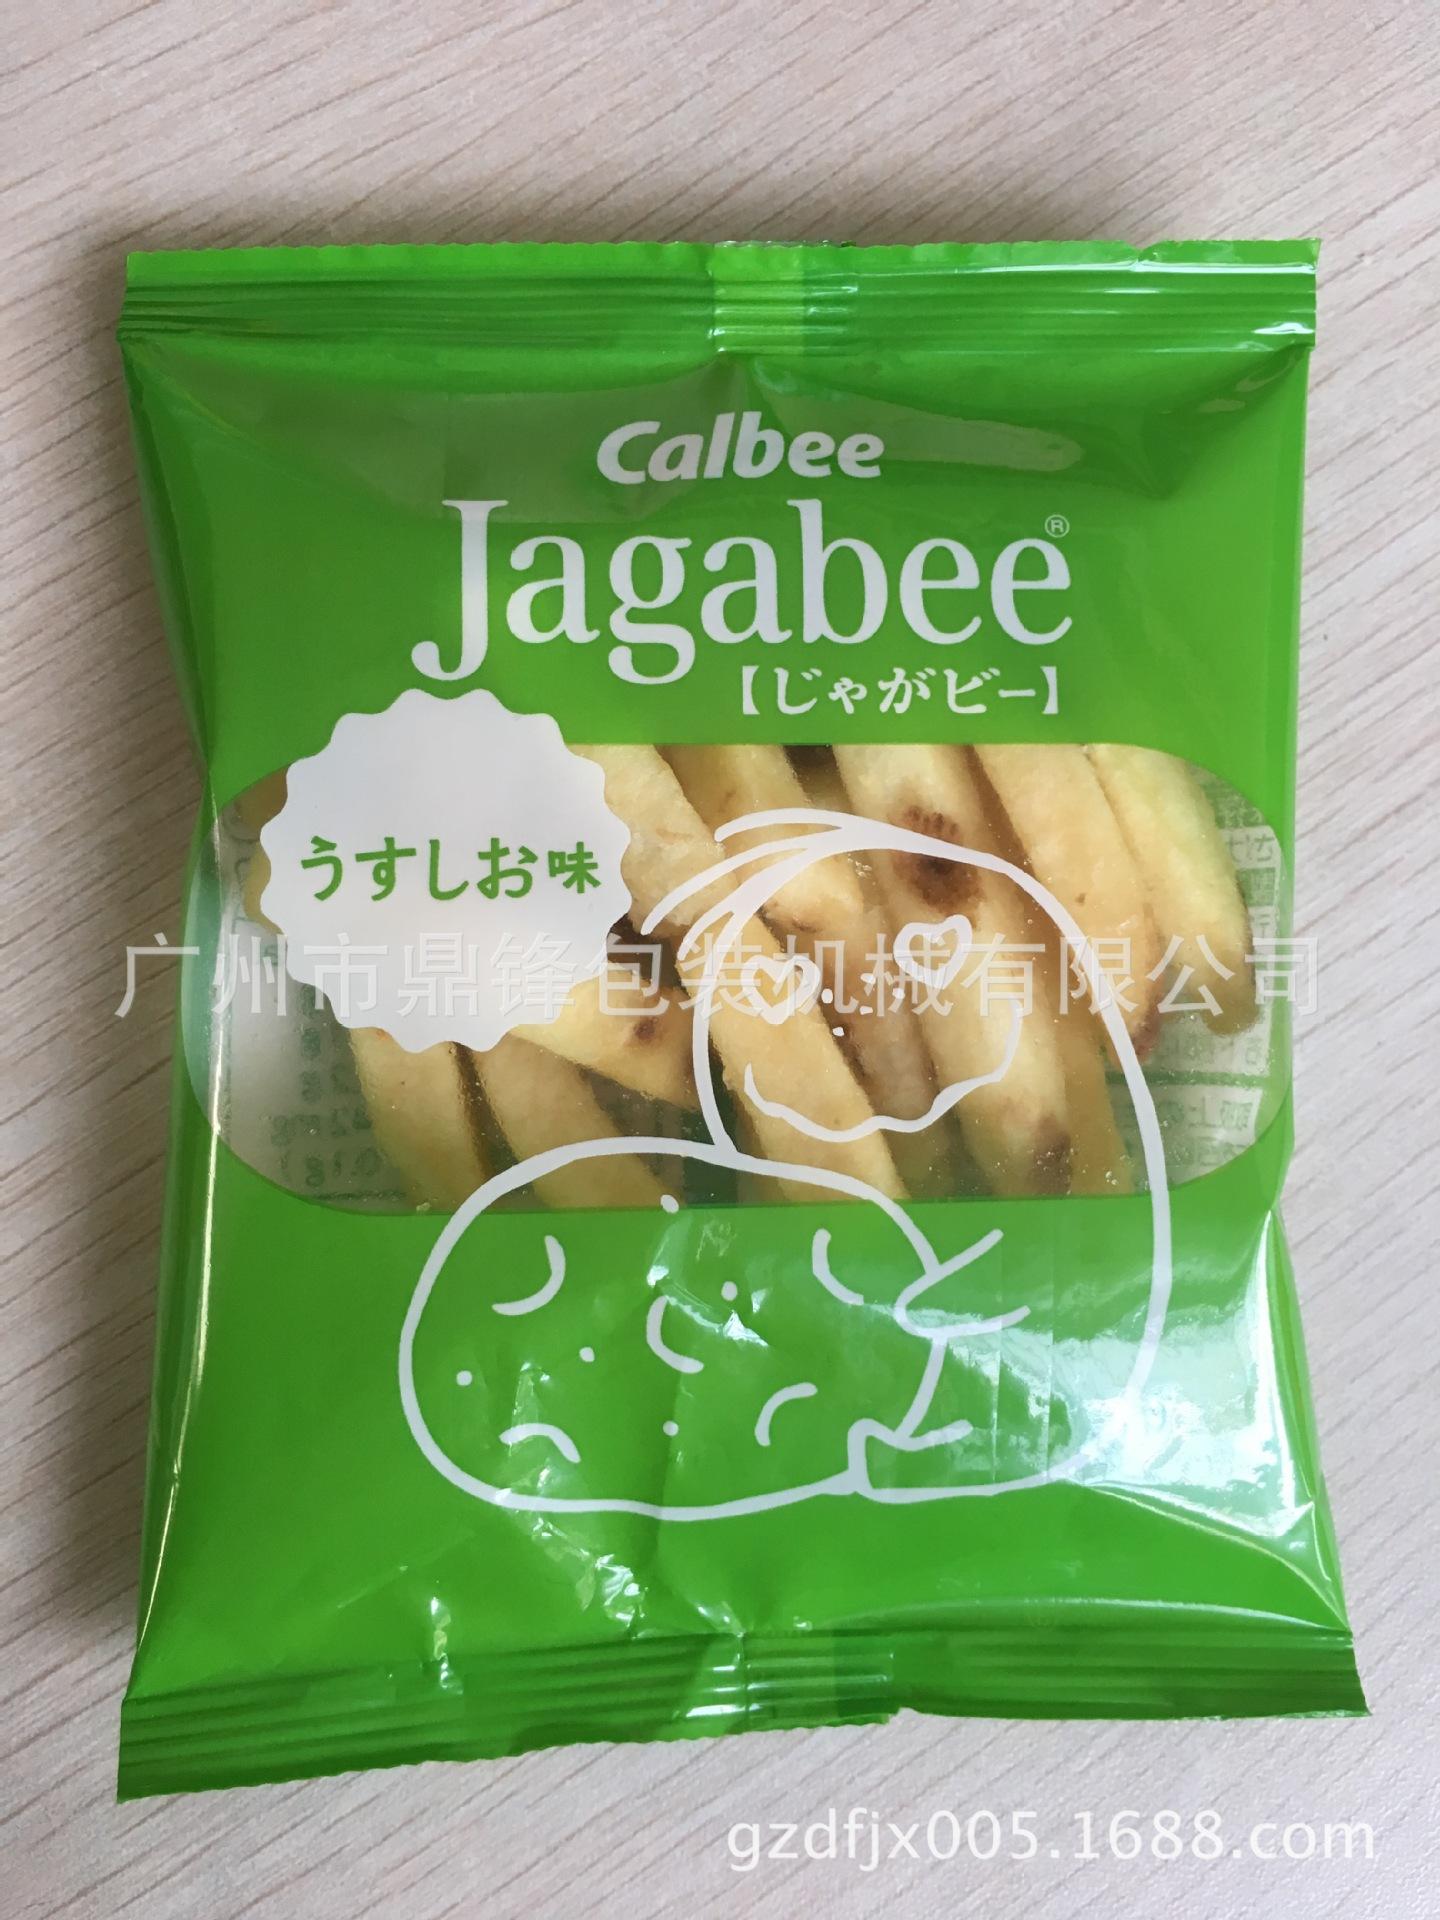 Calbee
Jagabee®
【じゃがビー】
うすしお味
广州市鼎锋包装机械有限公司
gzdfjx005.1688.com